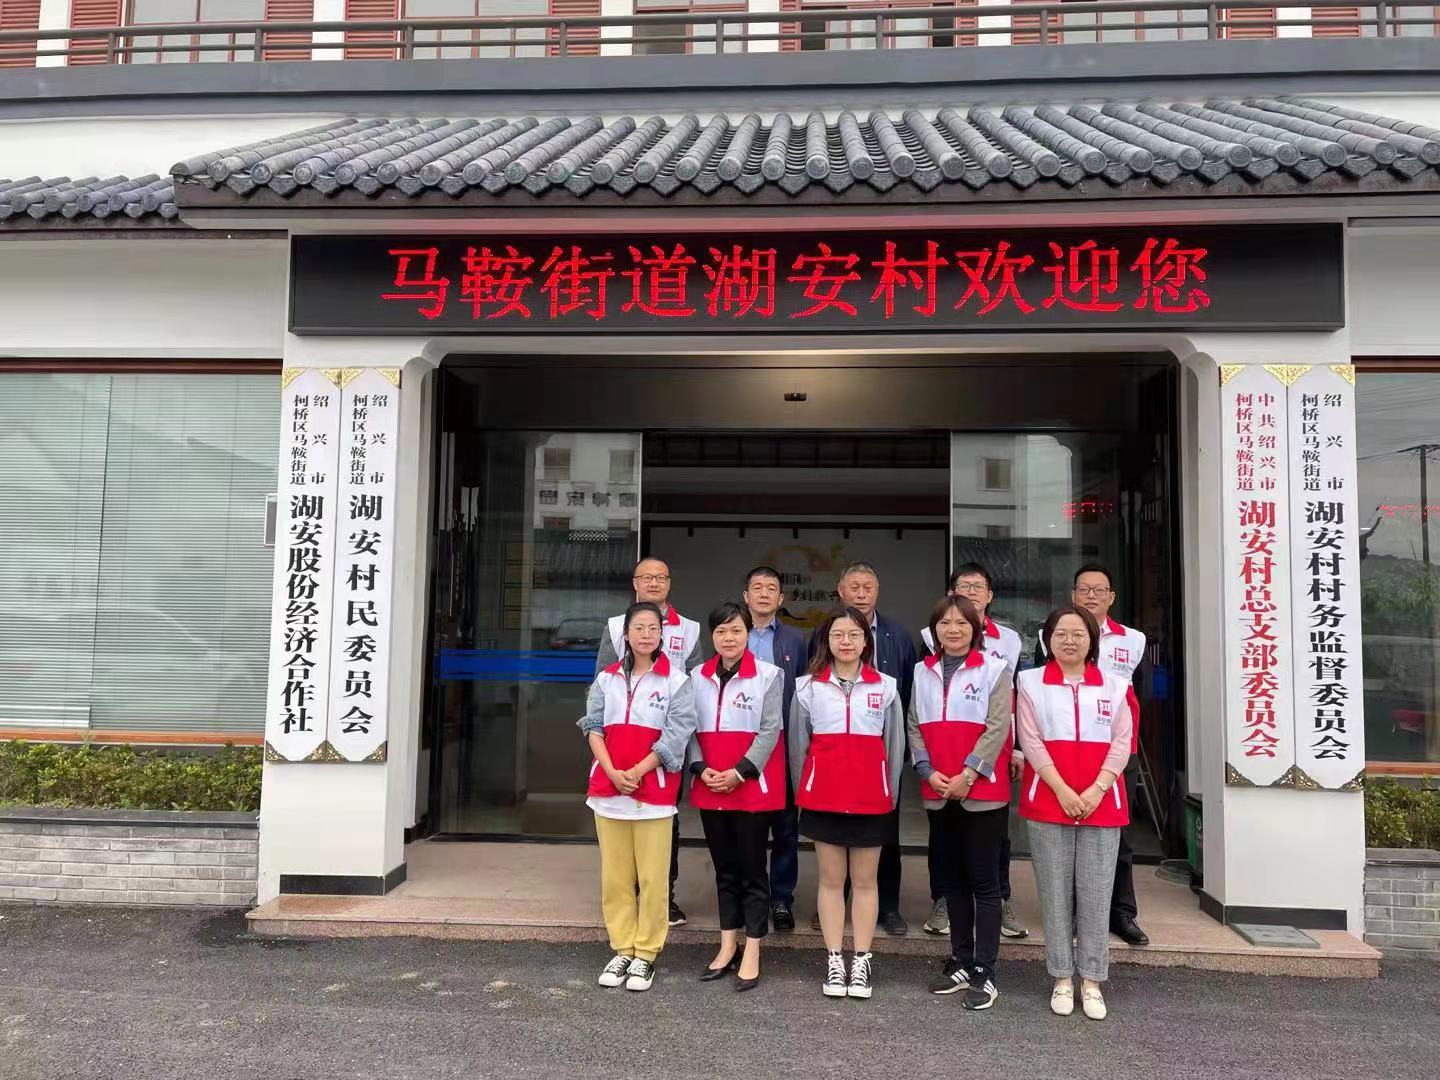 马鞍街道湖安村欢迎您
绍兴市
柯桥区马鞍街道
湖安股份经济合作社
绍兴市
柯桥区马鞍街道
湖安村民委员会
中共绍兴市
柯桥区马鞍街道
湖安村总支部委员会
绍兴市
柯桥区马鞍街道
湖安村村务监督委员会